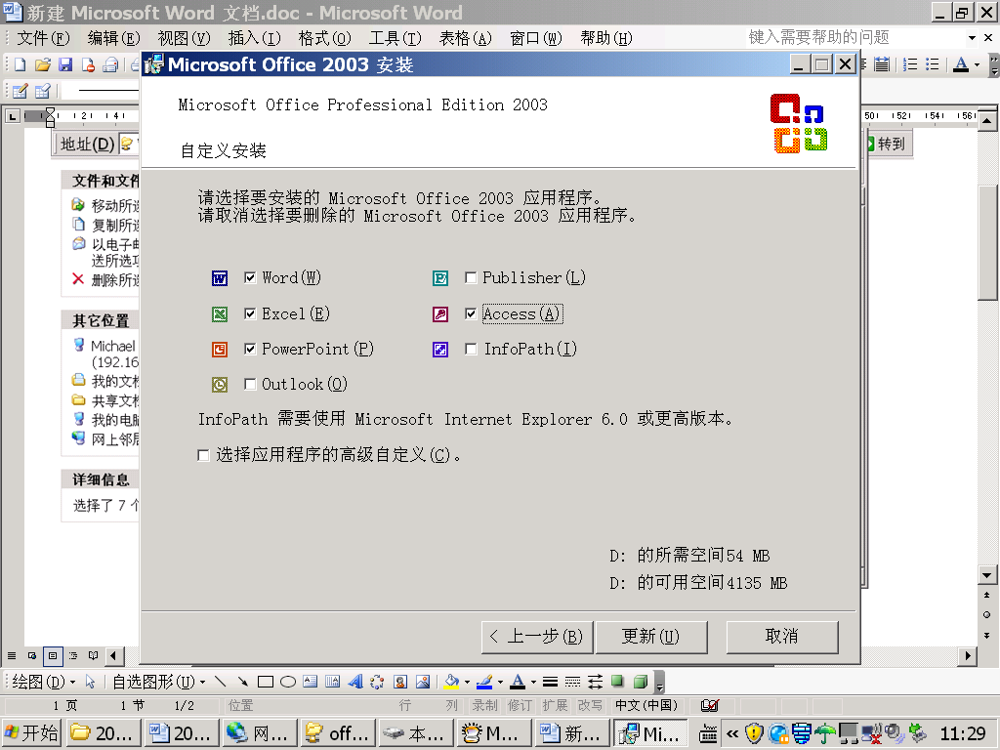 新建 Microsoft Word 文档.doc - Microsoft Word
文件(F) 编辑(E) 视图(V) 插入(I) 格式(O) 工具(T) 表格(A) 窗口(W) 帮助(H) 键入需要帮助的问题
Microsoft Office 2003 安装
Microsoft Office Professional Edition 2003
自定义安装
地址(D)
转到
2 4 50 52 54 56
文件和文件
移动所选
复制所选
以电子邮
送所选项
删除所选
其它位置
Michael
(192.16
我的文档
共享文档
我的电脑
网上邻居
详细信息
选择了 7 个
请选择要安装的 Microsoft Office 2003 应用程序。
请取消选择要删除的 Microsoft Office 2003 应用程序。
Word(W) Publisher(L)
Excel(E) Access(A)
PowerPoint(P) InfoPath(I)
Outlook(O)
InfoPath 需要使用 Microsoft Internet Explorer 6.0 或更高版本。
选择应用程序的高级自定义(C)。
D: 的所需空间54 MB
D: 的可用空间4135 MB
< 上一步(B) 更新(U) 取消
绘图(D) 自选图形(U)
1 页 1 节 1/2 位置 行 列 录制 修订 扩展 改写 中文(中国)
开始 20... 20... 网... off... 本... M... 新... Mi... « 11:29